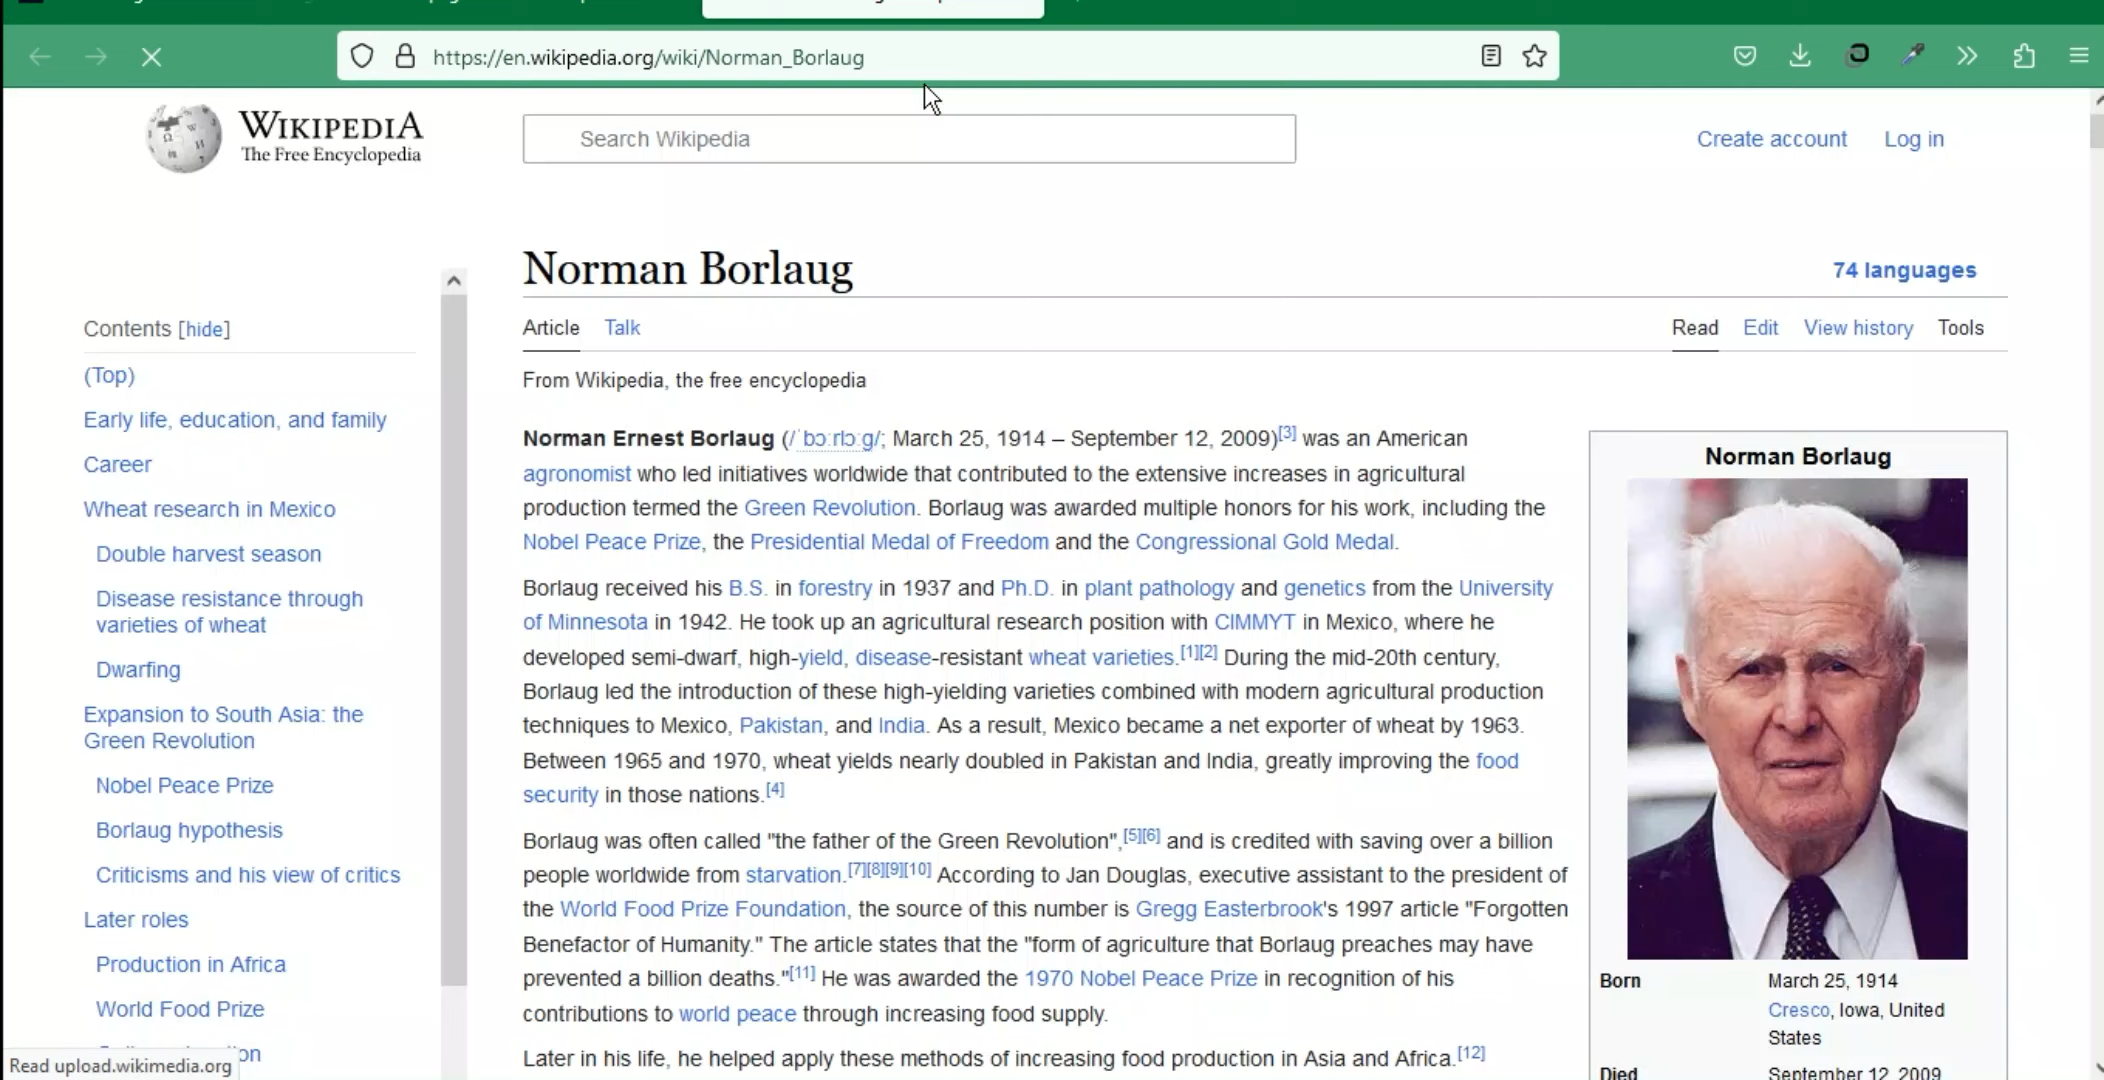 https://en.wikipedia.org/wiki/Norman_Borlaug
WIKIPEDIA
The Free Encyclopedia
Search Wikipedia
Create account Log in
Norman Borlaug
74 languages
Contents [hide]
(Top)
Early life, education, and family
Career
Wheat research in Mexico
Double harvest season
Disease resistance through
varieties of wheat
Dwarfing
Expansion to South Asia: the
Green Revolution
Nobel Peace Prize
Borlaug hypothesis
Criticisms and his view of critics
Later roles
Production in Africa
World Food Prize
Read upload.wikimedia.org
Article Talk
Read Edit View history Tools
From Wikipedia, the free encyclopedia
Norman Ernest Borlaug (/ˈbɔːrlɔːɡ/; March 25, 1914 – September 12, 2009)[3] was an American
agronomist who led initiatives worldwide that contributed to the extensive increases in agricultural
production termed the Green Revolution. Borlaug was awarded multiple honors for his work, including the
Nobel Peace Prize, the Presidential Medal of Freedom and the Congressional Gold Medal.
Borlaug received his B.S. in forestry in 1937 and Ph.D. in plant pathology and genetics from the University
of Minnesota in 1942. He took up an agricultural research position with CIMMYT in Mexico, where he
developed semi-dwarf, high-yield, disease-resistant wheat varieties.[1][2] During the mid-20th century,
Borlaug led the introduction of these high-yielding varieties combined with modern agricultural production
techniques to Mexico, Pakistan, and India. As a result, Mexico became a net exporter of wheat by 1963.
Between 1965 and 1970, wheat yields nearly doubled in Pakistan and India, greatly improving the food
security in those nations.[4]
Borlaug was often called "the father of the Green Revolution",[5][6] and is credited with saving over a billion
people worldwide from starvation.[7][8][9][10] According to Jan Douglas, executive assistant to the president of
the World Food Prize Foundation, the source of this number is Gregg Easterbrook's 1997 article "Forgotten
Benefactor of Humanity." The article states that the "form of agriculture that Borlaug preaches may have
prevented a billion deaths."[11] He was awarded the 1970 Nobel Peace Prize in recognition of his
contributions to world peace through increasing food supply.
Later in his life, he helped apply these methods of increasing food production in Asia and Africa.[12]
Norman Borlaug
Born March 25, 1914
Cresco, Iowa, United
States
Died September 12, 2009